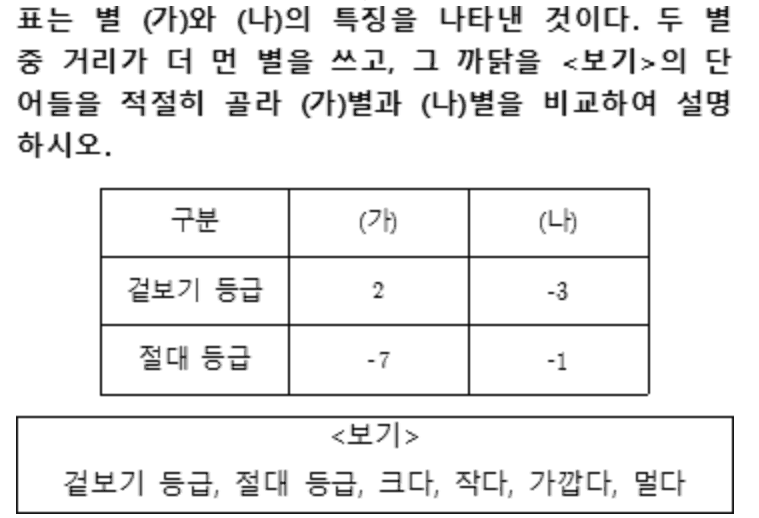 표는 별 (가)와 (나)의 특징을 나타낸 것이다. 두 별
중 거리가 더 먼 별을 쓰고, 그 까닭을 <보기>의 단
어들을 적절히 골라 (가)별과 (나)별을 비교하여 설명
하시오.
구분 (가) (나)
겉보기 등급 2 -3
절대 등급 -7 -1
<보기>
겉보기 등급, 절대 등급, 크다, 작다, 가깝다, 멀다